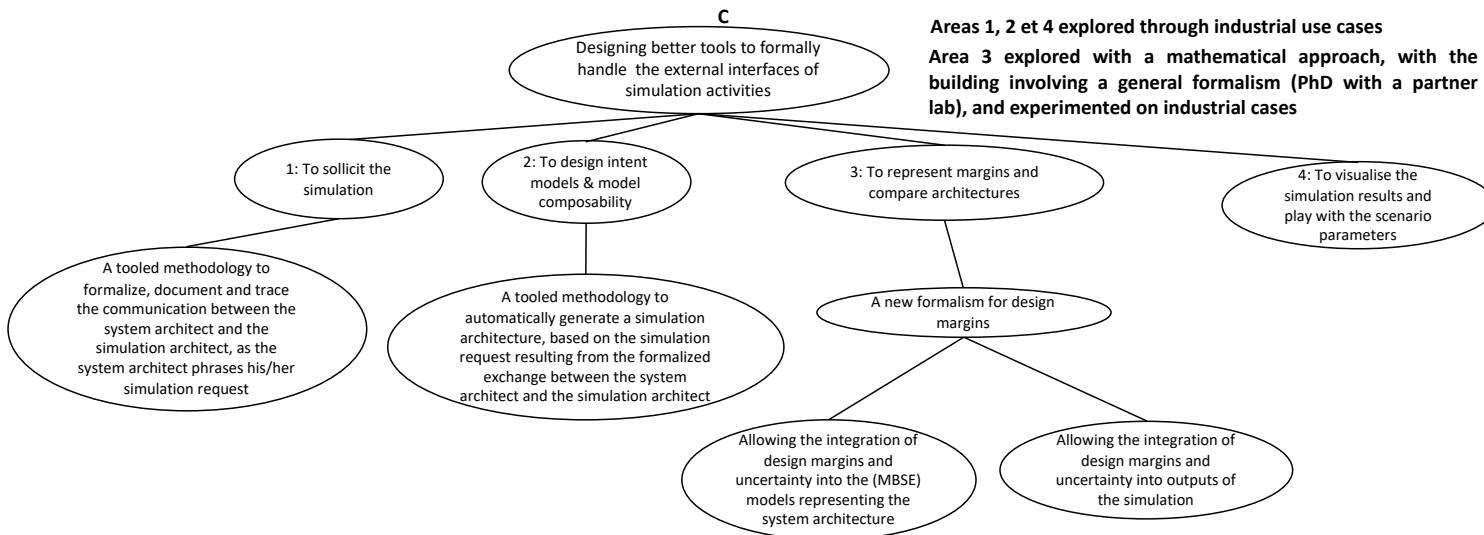 C
Designing better tools to formally
handle the external interfaces of
simulation activities
Areas 1, 2 et 4 explored through industrial use cases
Area 3 explored with a mathematical approach, with the
building involving a general formalism (PhD with a partner
lab), and experimented on industrial cases
1: To sollicit the
simulation
2: To design intent
models & model
composability
3: To represent margins and
compare architectures
4: To visualise the
simulation results and
play with the scenario
parameters
A tooled methodology to
formalize, document and trace
the communication between the
system architect and the
simulation architect, as the
system architect phrases his/her
simulation request
A tooled methodology to
automatically generate a simulation
architecture, based on the simulation
request resulting from the formalized
exchange between the system
architect and the simulation architect
A new formalism for design
margins
Allowing the integration of
design margins and
uncertainty into the (MBSE)
models representing the
system architecture
Allowing the integration of
design margins and
uncertainty into outputs of
the simulation